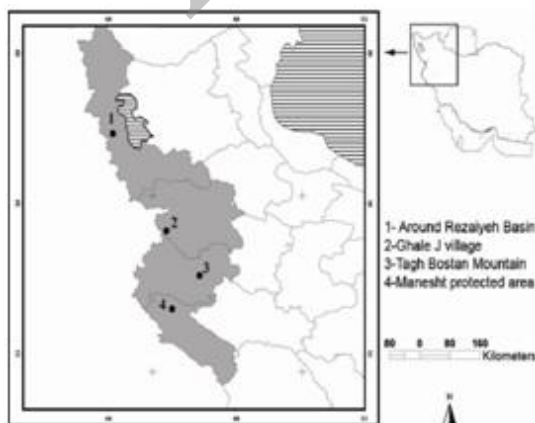 1
2
3
4
1- Around Rezaiyeh Basin
2-Ghale J village
3-Tagh Bostan Mountain
4-Manesht protected area
80 0 80 160
Kilometers
N